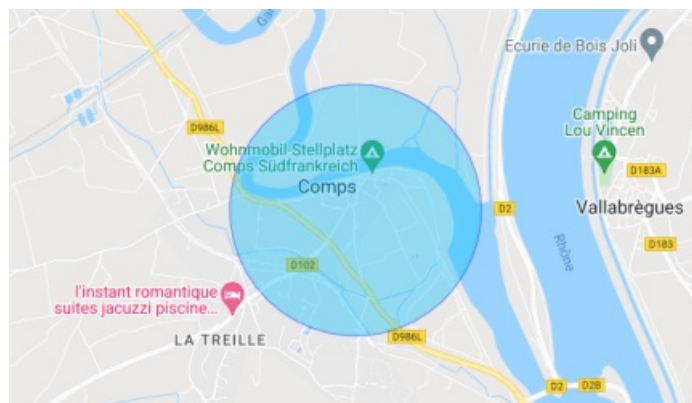 Ga
Ecurie de Bois Joli
D986L
Camping
Lou Vincen
Wohnmobil-Stellplatz
Comps Südfrankreich
D183A
Comps
D2
Vallabrègues
D183
Rhône
D102
l'instant romantique
suites jacuzzi piscine...
LA TREILLE
D986L
D2
D2B